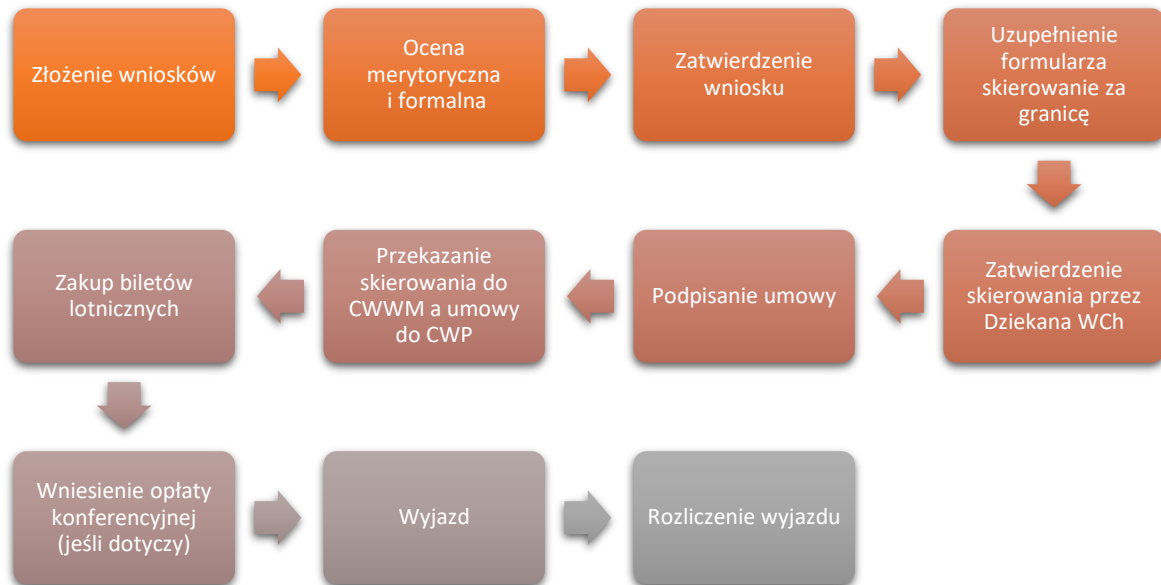 Złożenie wniosków
Ocena
merytoryczna
i formalna
Zatwierdzenie
wniosku
Uzupełnienie
formularza
skierowanie za
granicę
Zatwierdzenie
skierowania przez
Dziekana WCh
Podpisanie umowy
Przekazanie
skierowania do
CWWM a umowy
do CWP
Zakup biletów
lotniczych
Wniesienie opłaty
konferencyjnej
(jeśli dotyczy)
Wyjazd
Rozliczenie wyjazdu